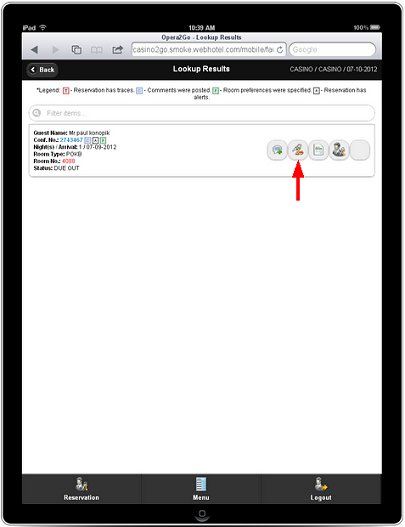 iPad 10:39 AM 100%
Opera2Go - Lookup Results
casino2go.smoke.webhotel.com/mobile/fac
Google
Back Lookup Results CASINO / CASINO / 07-10-2012
*Legend: T - Reservation has traces. C - Comments were posted. P - Room preferences were specified. A - Reservation has
alerts.
Filter items...
Guest Name: Mr paul konopik
Conf. No.: 2743467 C A P
Night(s) / Arrival: 1 / 07-09-2012
Room Type: POKB
Room No.: 4080
Status: DUE OUT
Reservation Menu Logout